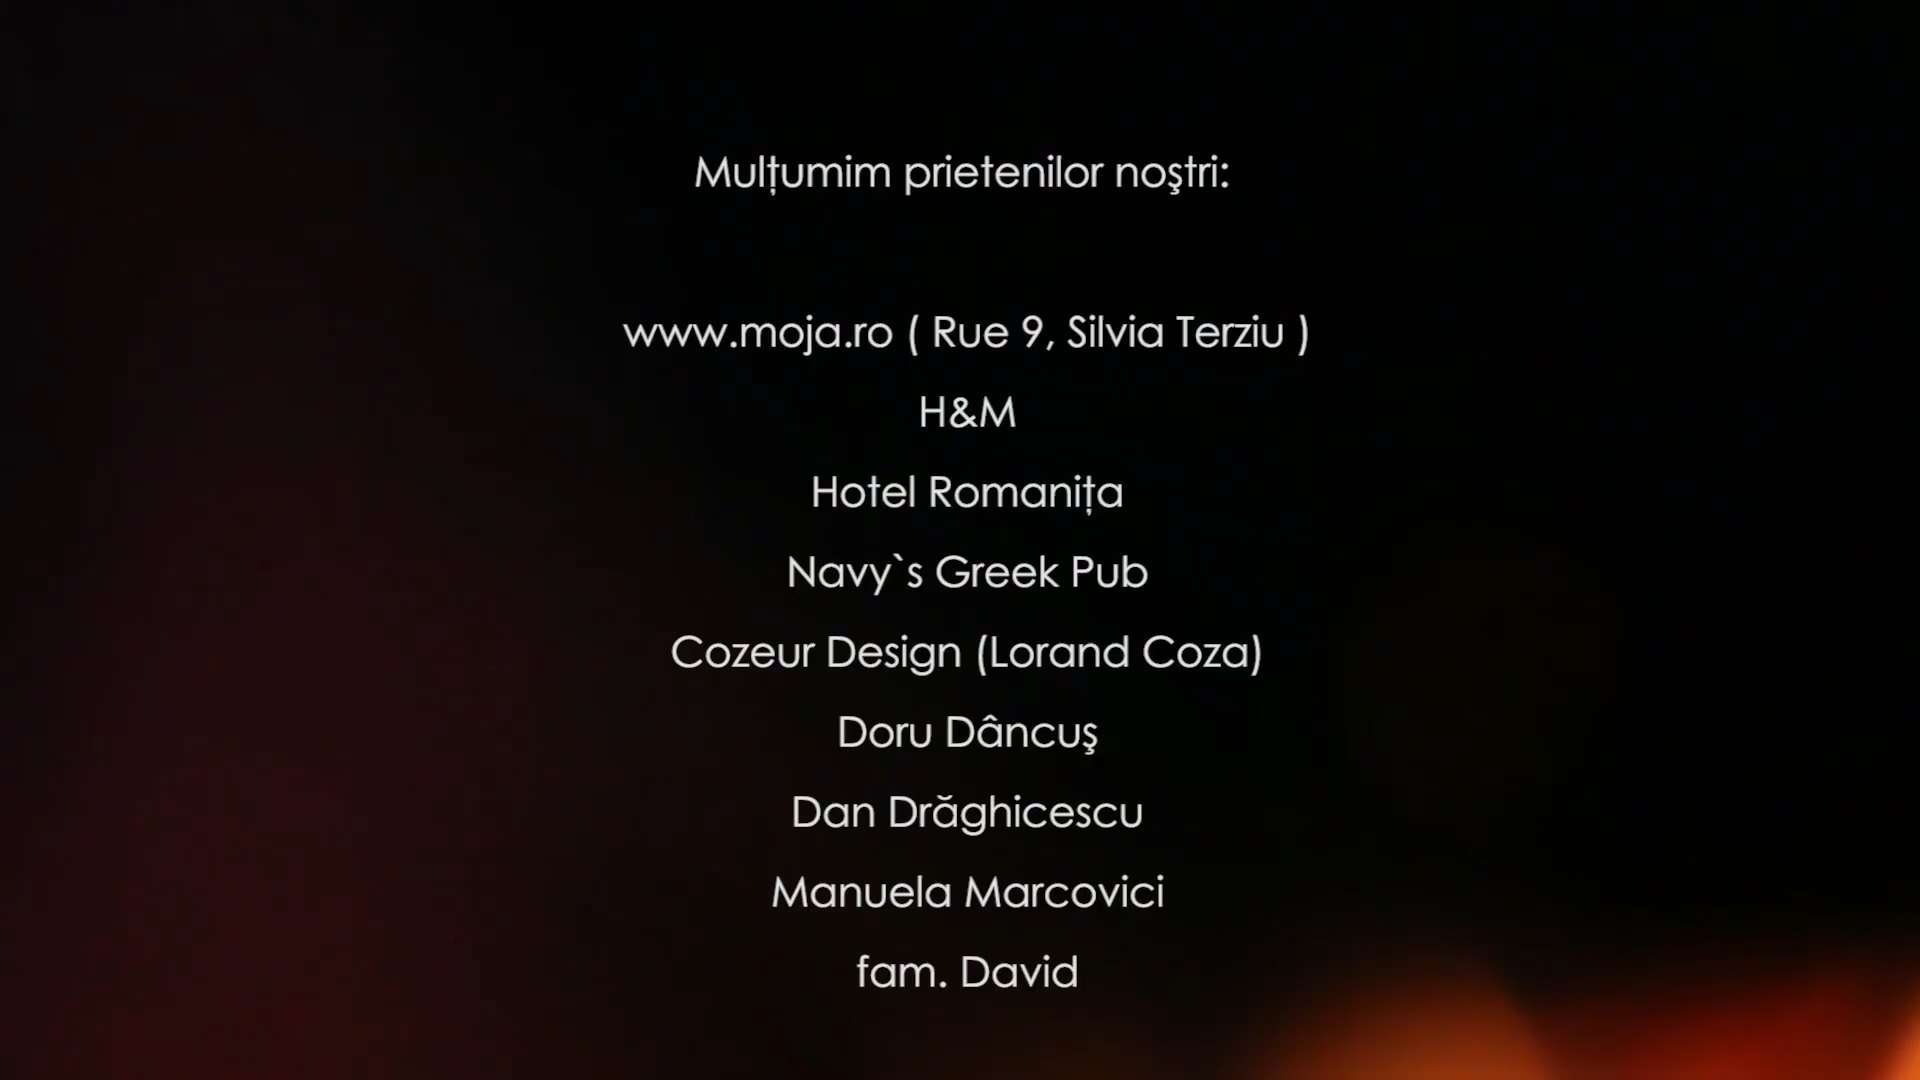 Mulțumim prietenilor noştri:
www.moja.ro ( Rue 9, Silvia Terziu )
H&M
Hotel Romanița
Navy`s Greek Pub
Cozeur Design (Lorand Coza)
Doru Dâncuş
Dan Drăghicescu
Manuela Marcovici
fam. David